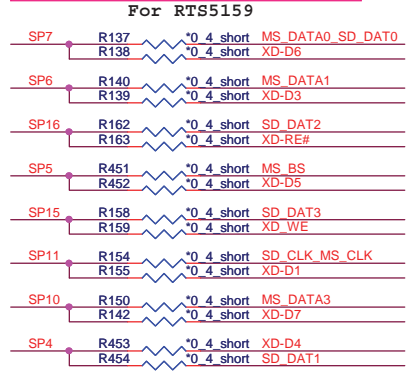 For RTS5159
SP7 R137 *0_4_short MS_DATA0_SD_DAT0
R138 *0_4_short XD-D6
SP6 R140 *0_4_short MS_DATA1
R139 *0_4_short XD-D3
SP16 R162 *0_4_short SD_DAT2
R163 *0_4_short XD-RE#
SP5 R451 *0_4_short MS_BS
R452 *0_4_short XD-D5
SP15 R158 *0_4_short SD_DAT3
R159 *0_4_short XD_WE
SP11 R154 *0_4_short SD_CLK_MS_CLK
R155 *0_4_short XD-D1
SP10 R150 *0_4_short MS_DATA3
R142 *0_4_short XD-D7
SP4 R453 *0_4_short XD-D4
R454 *0_4_short SD_DAT1